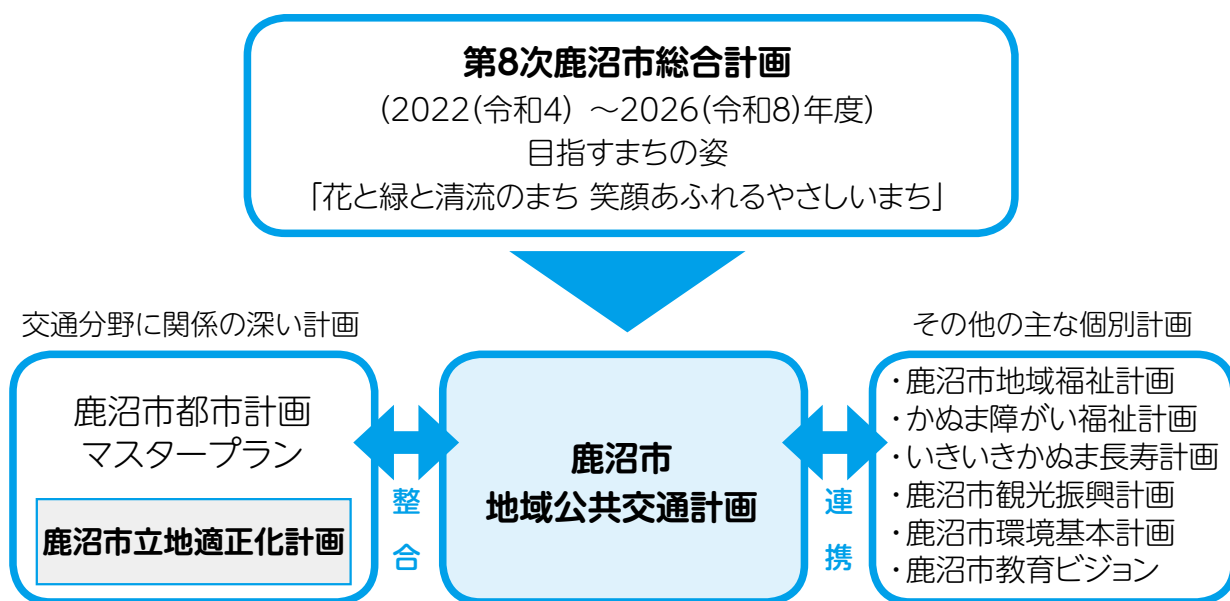 第8次鹿沼市総合計画
(2022(令和4) ～2026(令和8)年度)
目指すまちの姿
「花と緑と清流のまち 笑顔あふれるやさしいまち」
交通分野に関係の深い計画
鹿沼市都市計画
マスタープラン
鹿沼市立地適正化計画
整合
鹿沼市
地域公共交通計画
連携
その他の主な個別計画
・鹿沼市地域福祉計画
・かぬま障がい福祉計画
・いきいきかぬま長寿計画
・鹿沼市観光振興計画
・鹿沼市環境基本計画
・鹿沼市教育ビジョン